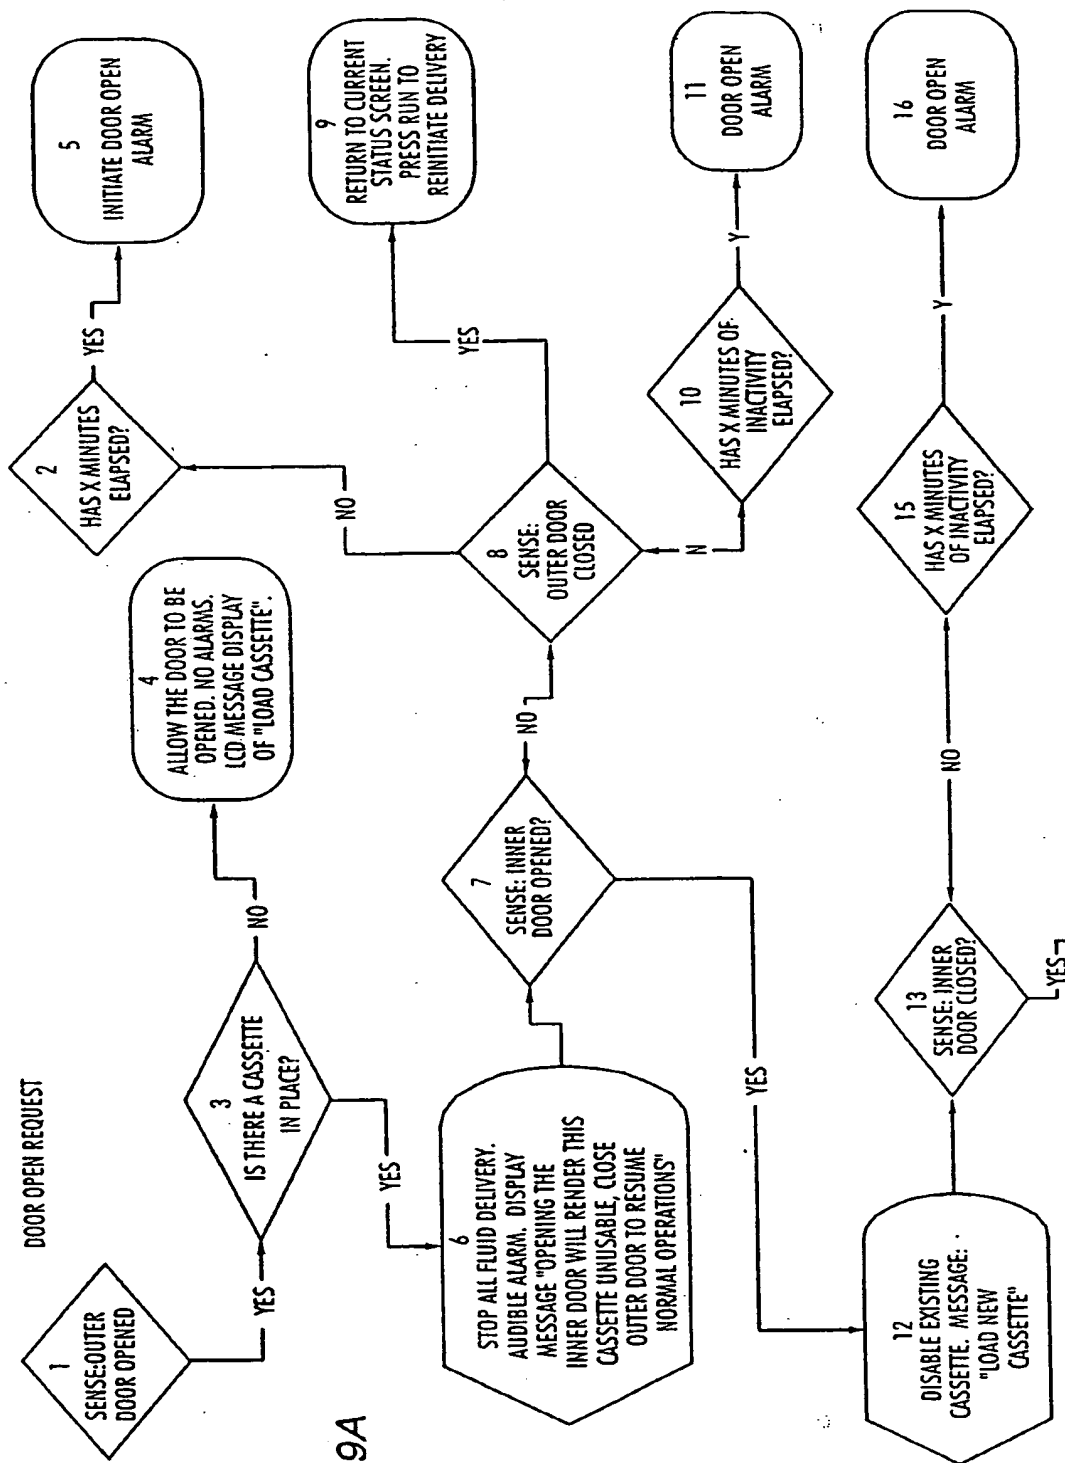 DOOR OPEN REQUEST
1
SENSE:OUTER
DOOR OPENED
YES
3
IS THERE A CASSETTE
IN PLACE?
NO
4
ALLOW THE DOOR TO BE
OPENED. NO ALARMS.
LCD MESSAGE DISPLAY
OF "LOAD CASSETTE".
2
HAS X MINUTES
ELAPSED?
YES
5
INITIATE DOOR OPEN
ALARM
YES
6
STOP ALL FLUID DELIVERY.
AUDIBLE ALARM. DISPLAY
MESSAGE "OPENING THE
INNER DOOR WILL RENDER THIS
CASSETTE UNUSABLE, CLOSE
OUTER DOOR TO RESUME
NORMAL OPERATIONS"
7
SENSE: INNER
DOOR OPENED?
NO
8
SENSE:
OUTER DOOR
CLOSED
NO
YES
9
RETURN TO CURRENT
STATUS SCREEN.
PRESS RUN TO
REINITIATE DELIVERY
N
10
HAS X MINUTES OF
INACTIVITY
ELAPSED?
Y
11
DOOR OPEN
ALARM
YES
12
DISABLE EXISTING
CASSETTE. MESSAGE:
"LOAD NEW
CASSETTE"
13
SENSE: INNER
DOOR CLOSED?
YES
NO
15
HAS X MINUTES
OF INACTIVITY
ELAPSED?
Y
16
DOOR OPEN
ALARM
9A